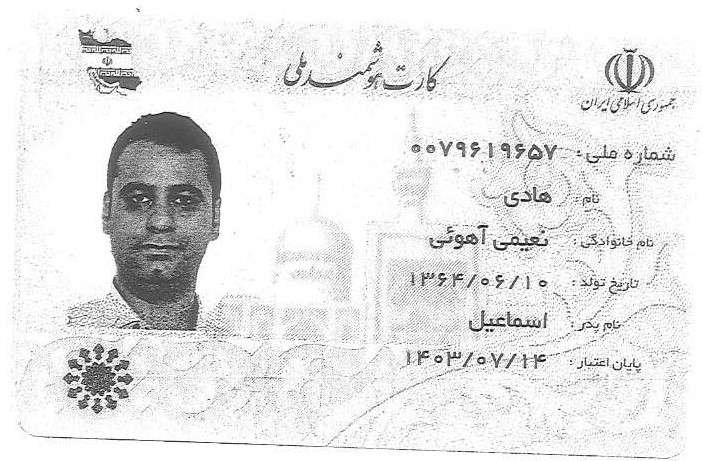 کارت هوشمند ملی
جمهوری اسلامی ایران
شماره ملی: ۰۰۷۹۶۱۹۶۵۷
نام: هادی
نام خانوادگی: نعیمی آهوئی
تاریخ تولد: ۱۳۶۴/۰۶/۱۰
نام پدر: اسماعیل
پایان اعتبار: ۱۴۰۳/۰۷/۱۴